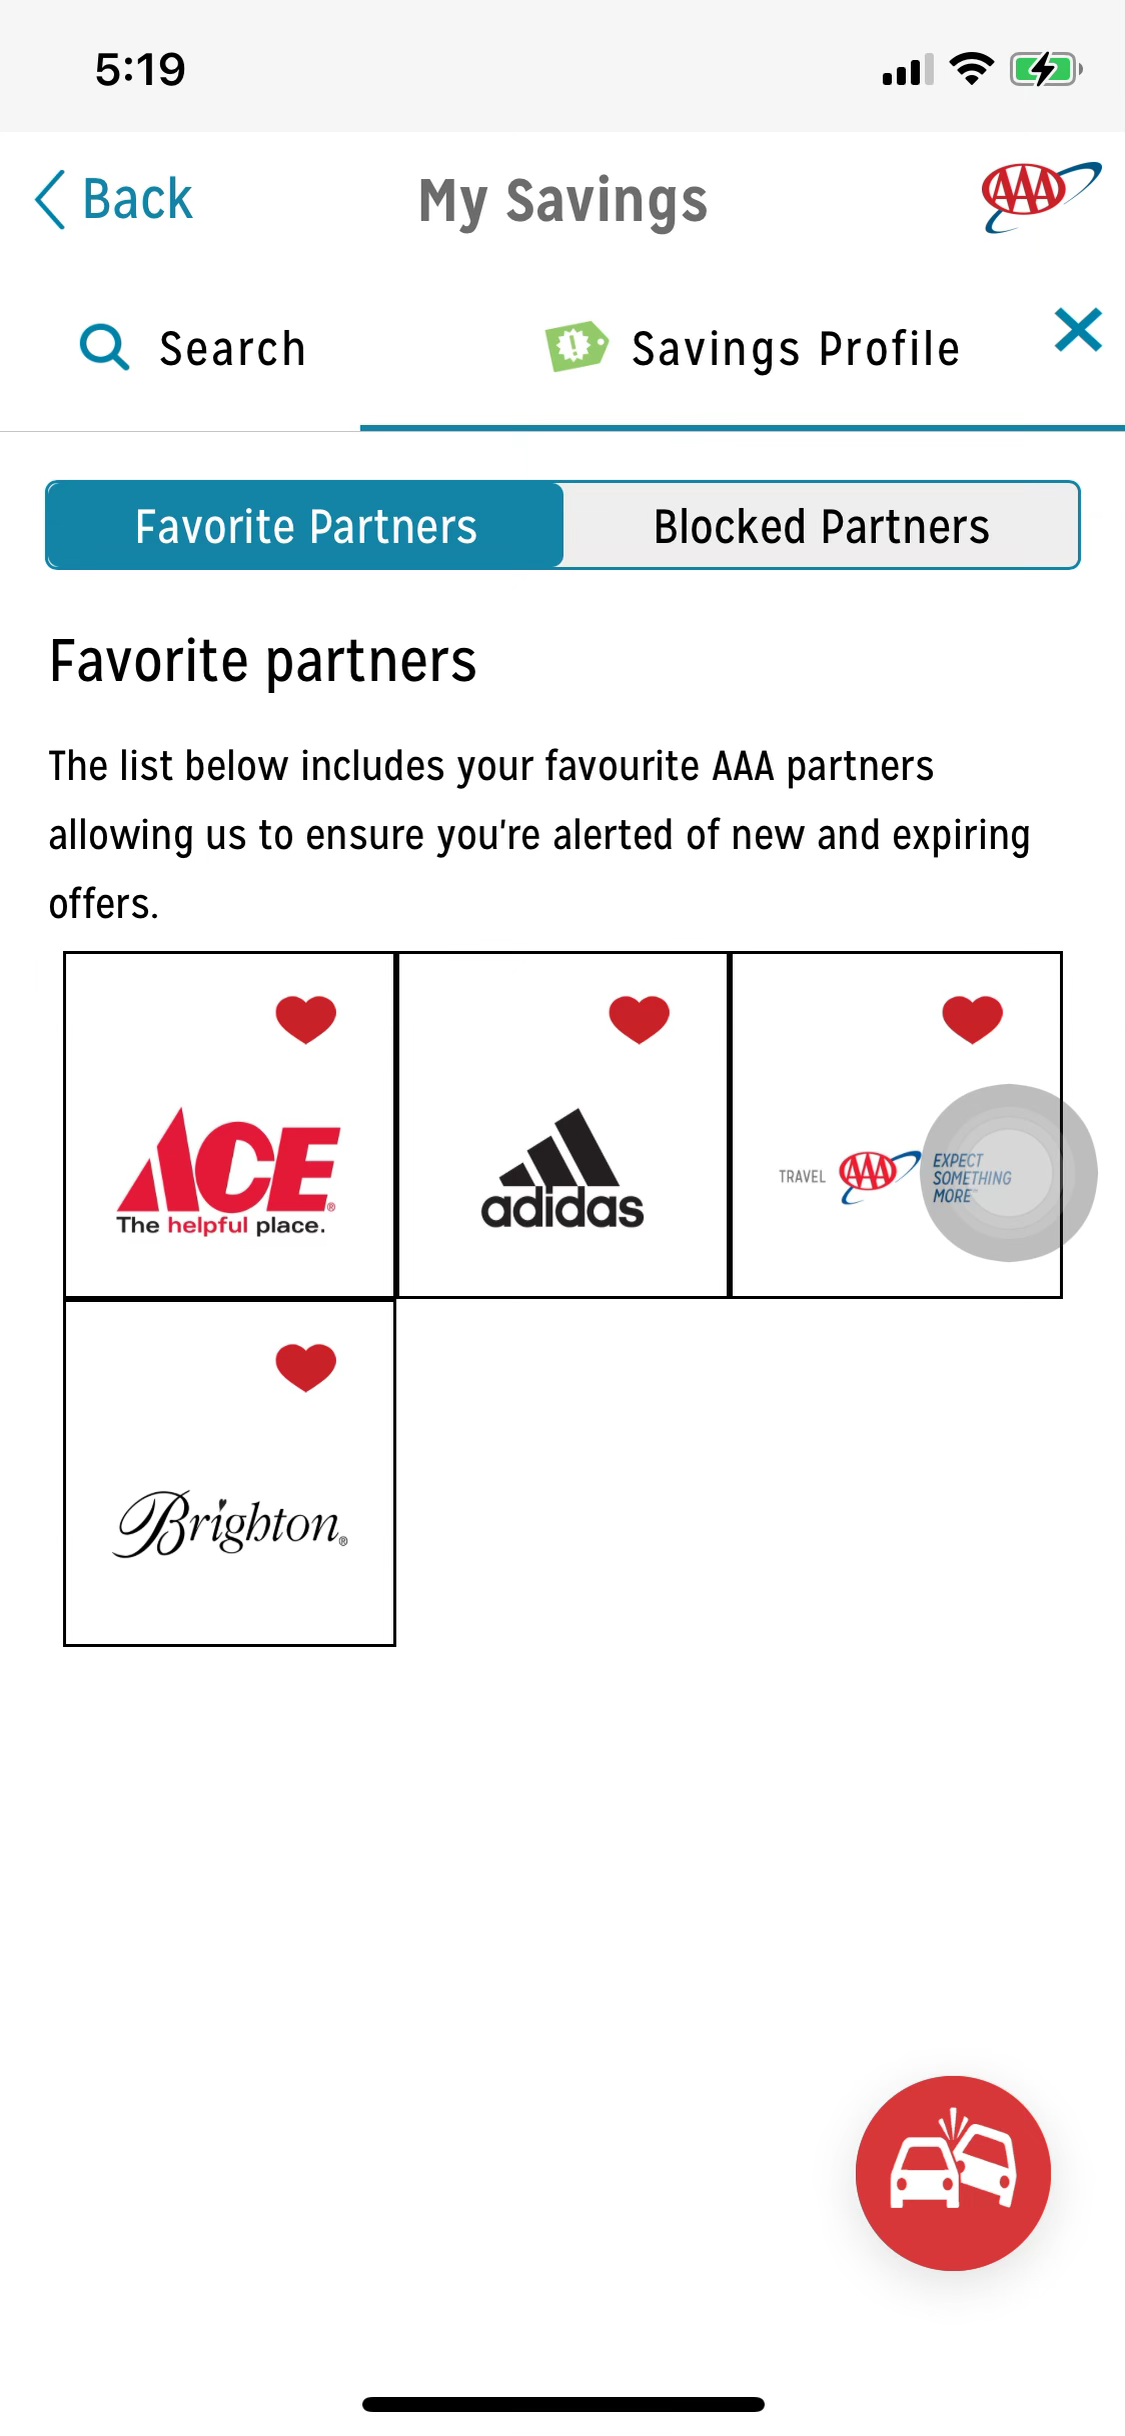 5:19
Back
My Savings
AAA
Search
Savings Profile
Favorite Partners
Blocked Partners
Favorite partners
The list below includes your favourite AAA partners
allowing us to ensure you're alerted of new and expiring
offers.
ACE®
The helpful place.
adidas
TRAVEL
AAA
EXPECT
SOMETHING
MORE
Brighton®